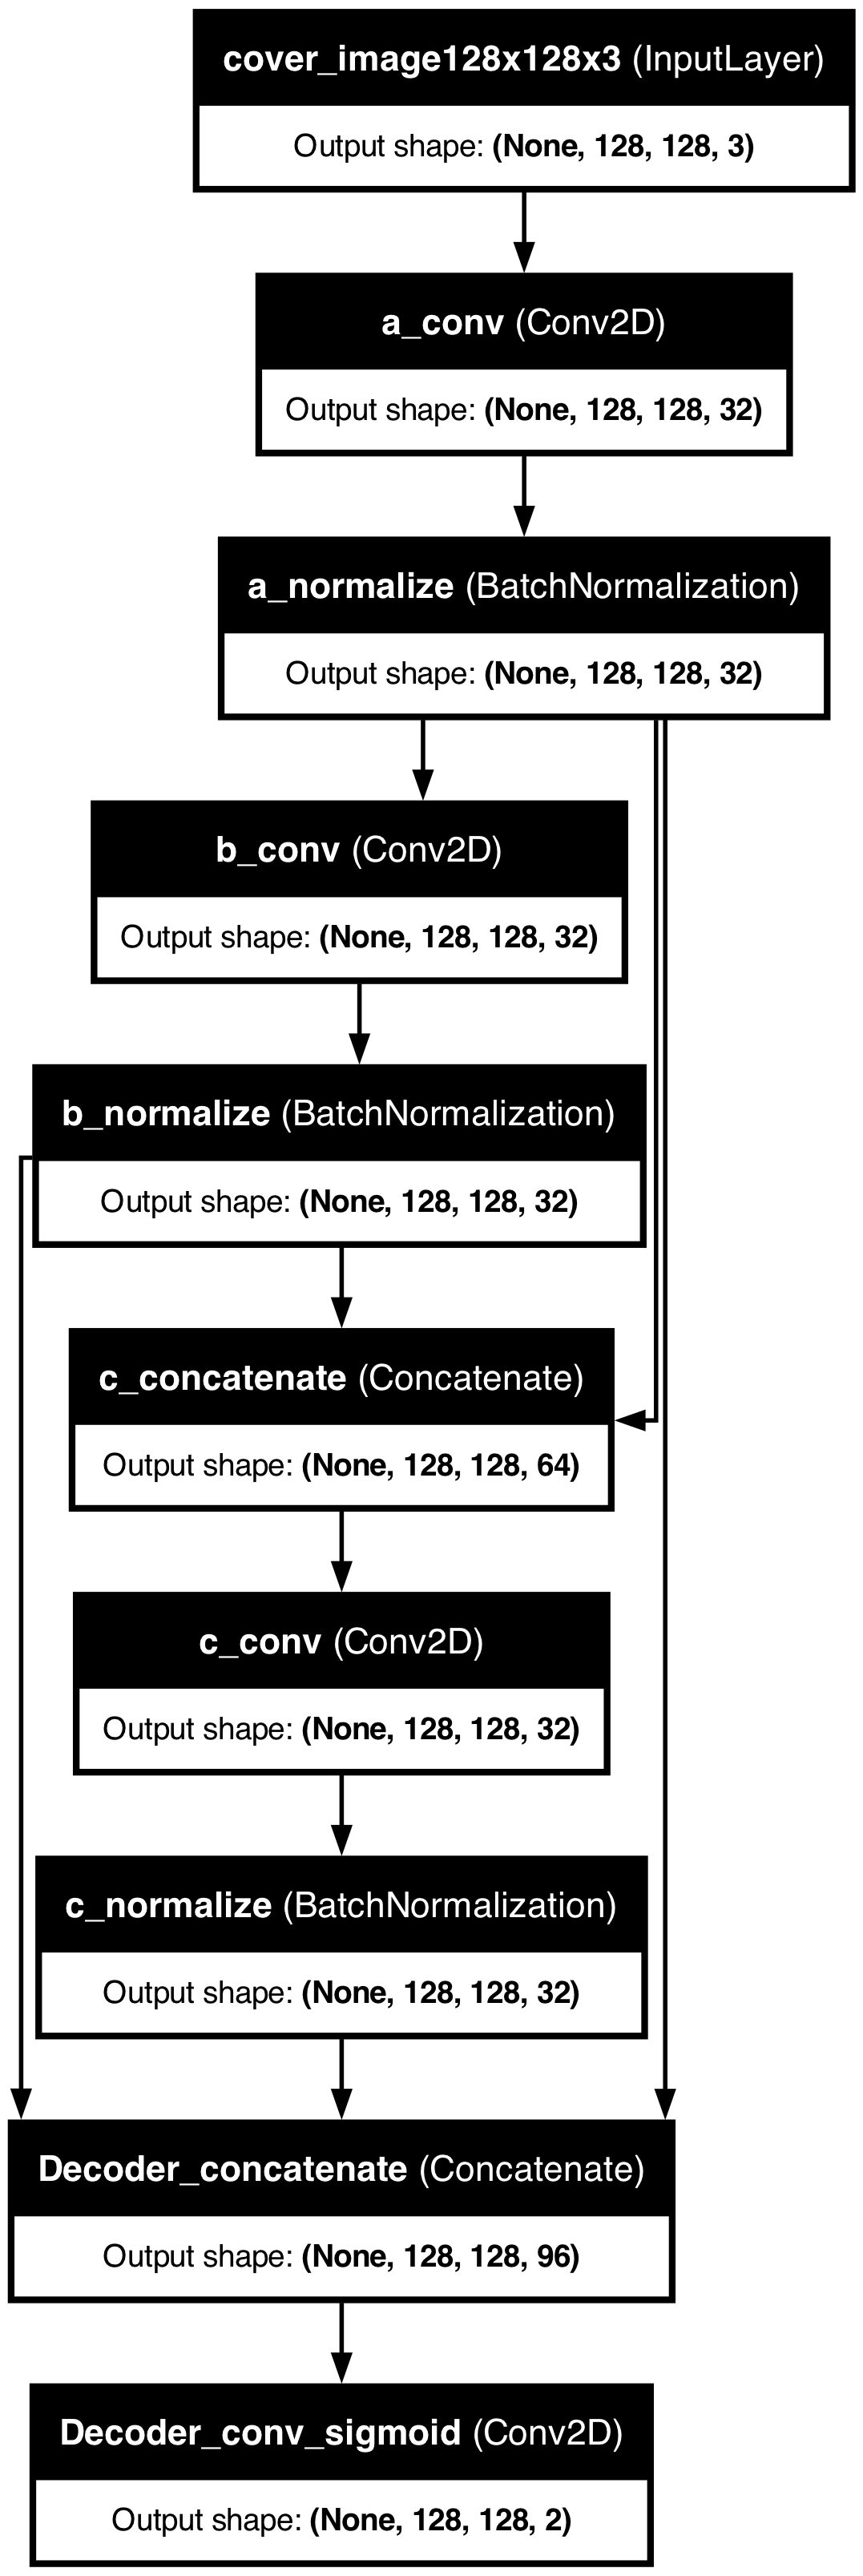 cover_image128x128x3 (InputLayer)
Output shape: (None, 128, 128, 3)
a_conv (Conv2D)
Output shape: (None, 128, 128, 32)
a_normalize (BatchNormalization)
Output shape: (None, 128, 128, 32)
b_conv (Conv2D)
Output shape: (None, 128, 128, 32)
b_normalize (BatchNormalization)
Output shape: (None, 128, 128, 32)
c_concatenate (Concatenate)
Output shape: (None, 128, 128, 64)
c_conv (Conv2D)
Output shape: (None, 128, 128, 32)
c_normalize (BatchNormalization)
Output shape: (None, 128, 128, 32)
Decoder_concatenate (Concatenate)
Output shape: (None, 128, 128, 96)
Decoder_conv_sigmoid (Conv2D)
Output shape: (None, 128, 128, 2)